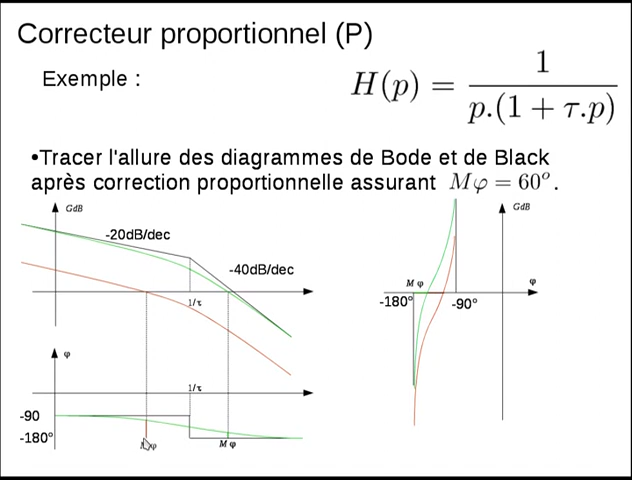 Correcteur proportionnel (P)
Exemple :
H(p) = 1 / p.(1 + τ.p)
•Tracer l'allure des diagrammes de Bode et de Black
après correction proportionnelle assurant Mφ = 60°.
GdB
-20dB/dec
-40dB/dec
1/τ
φ
1/τ
-90
-180°
Mφ
GdB
Mφ
φ
-180°
-90°